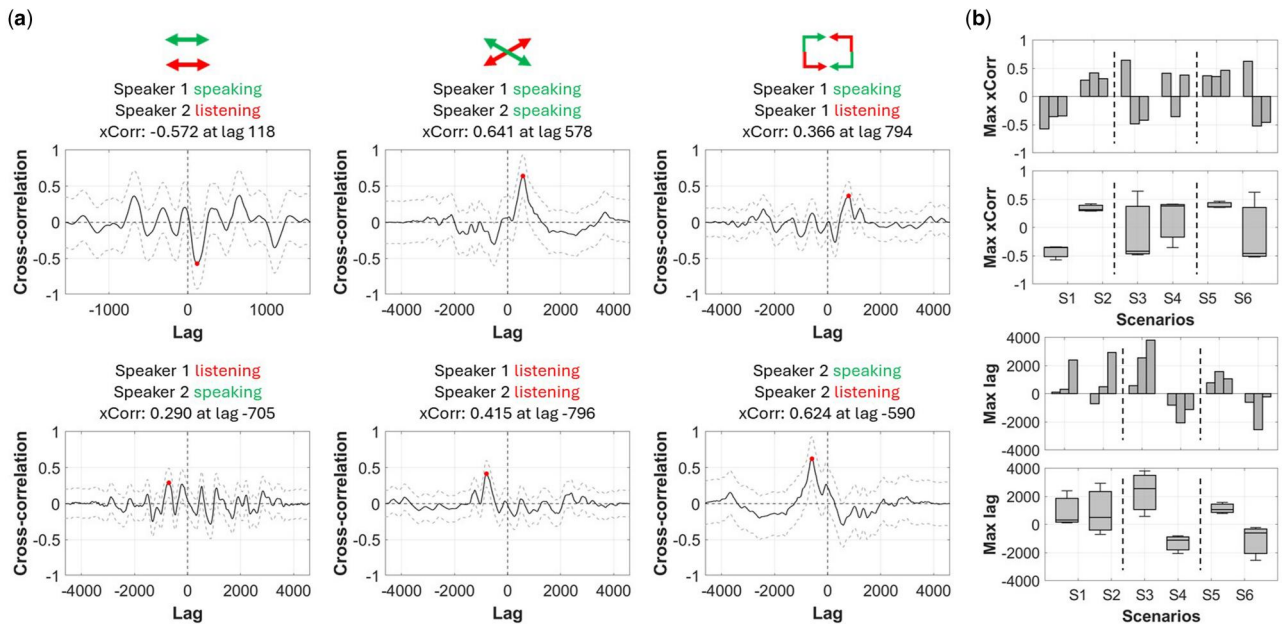 (a)
Speaker 1 speaking
Speaker 2 listening
xCorr: -0.572 at lag 118
1
0.5
0
-0.5
-1
Cross-correlation
-1000 0 1000
Lag
Speaker 1 speaking
Speaker 2 speaking
xCorr: 0.641 at lag 578
1
0.5
0
-0.5
-1
Cross-correlation
-4000 -2000 0 2000 4000
Lag
Speaker 1 speaking
Speaker 1 listening
xCorr: 0.366 at lag 794
1
0.5
0
-0.5
-1
Cross-correlation
-4000 -2000 0 2000 4000
Lag
Speaker 1 listening
Speaker 2 speaking
xCorr: 0.290 at lag -705
1
0.5
0
-0.5
-1
Cross-correlation
-4000 -2000 0 2000 4000
Lag
Speaker 1 listening
Speaker 2 listening
xCorr: 0.415 at lag -796
1
0.5
0
-0.5
-1
Cross-correlation
-4000 -2000 0 2000 4000
Lag
Speaker 2 speaking
Speaker 2 listening
xCorr: 0.624 at lag -590
1
0.5
0
-0.5
-1
Cross-correlation
-4000 -2000 0 2000 4000
Lag
(b)
1
0.5
0
-0.5
-1
Max xCorr
1
0.5
0
-0.5
-1
Max xCorr
S1 S2 S3 S4 S5 S6
Scenarios
4000
2000
0
-2000
-4000
Max lag
4000
2000
0
-2000
-4000
Max lag
S1 S2 S3 S4 S5 S6
Scenarios